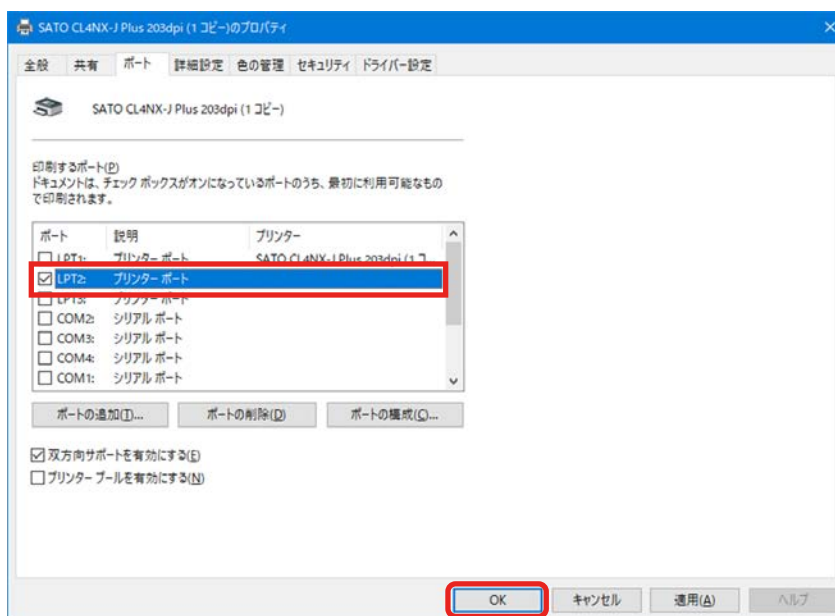 SATO CL4NX-J Plus 203dpi (1 コピー)のプロパティ
全般 共有 ポート 詳細設定 色の管理 セキュリティ ドライバー設定
SATO CL4NX-J Plus 203dpi (1 コピー)
印刷するポート(P)
ドキュメントは、チェック ボックスがオンになっているポートのうち、最初に利用可能なもの
で印刷されます。
ポート 説明 プリンター
LPT1: プリンター ポート SATO CL4NX-J Plus 203dpi (1 コ...
LPT2: プリンター ポート
LPT3: プリンター ポート
COM2: シリアル ポート
COM3: シリアル ポート
COM4: シリアル ポート
COM1: シリアル ポート
ポートの追加(T)... ポートの削除(D) ポートの構成(C)...
双方向サポートを有効にする(E)
プリンター プールを有効にする(N)
OK キャンセル 適用(A) ヘルプ